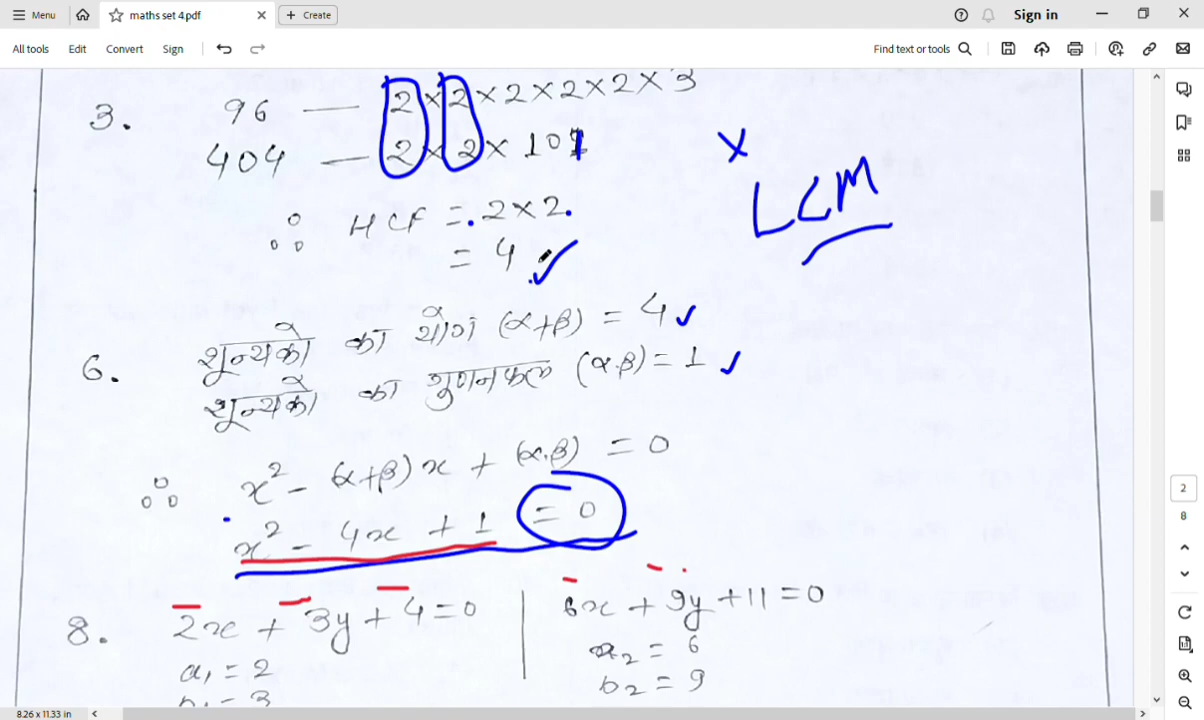 Menu maths set 4.pdf Create Sign in
All tools Edit Convert Sign Find text or tools
3. 96 — 2×2×2×2×2×3
404 — 2×2×101
×
LCM
∴ HCF = 2×2
= 4
6. शून्यकों का योग (α+β) = 4
शून्यकों का गुणनफल (α.β) = 1
x² - (α+β)x + (α.β) = 0
∴ x² - 4x + 1 = 0
8. 2x + 3y + 4 = 0 | 6x + 9y + 11 = 0
a₁ = 2 a₂ = 6
b₁ = 3 b₂ = 9
2
8
8.26 x 11.33 in